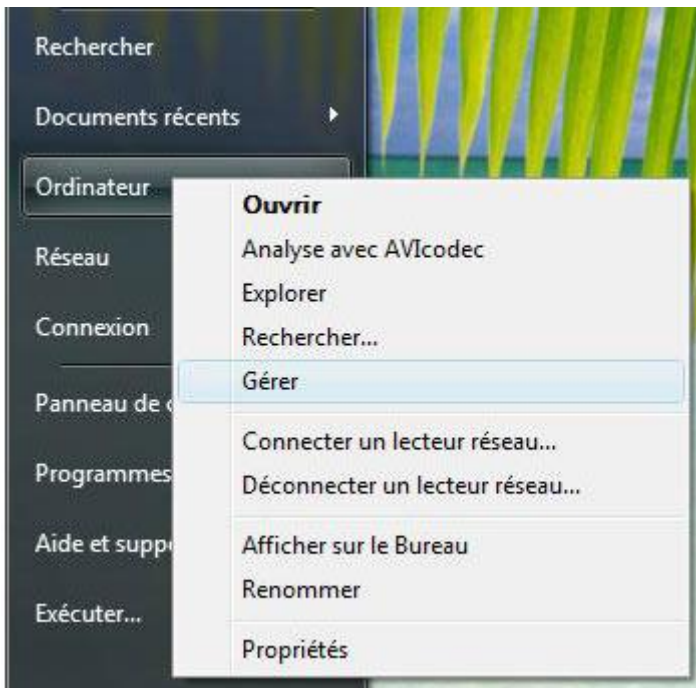 Rechercher
Documents récents
Ordinateur
Réseau
Connexion
Panneau de
Programmes
Aide et supp
Exécuter...
Ouvrir
Analyse avec AVIcodec
Explorer
Rechercher...
Gérer
Connecter un lecteur réseau...
Déconnecter un lecteur réseau...
Afficher sur le Bureau
Renommer
Propriétés